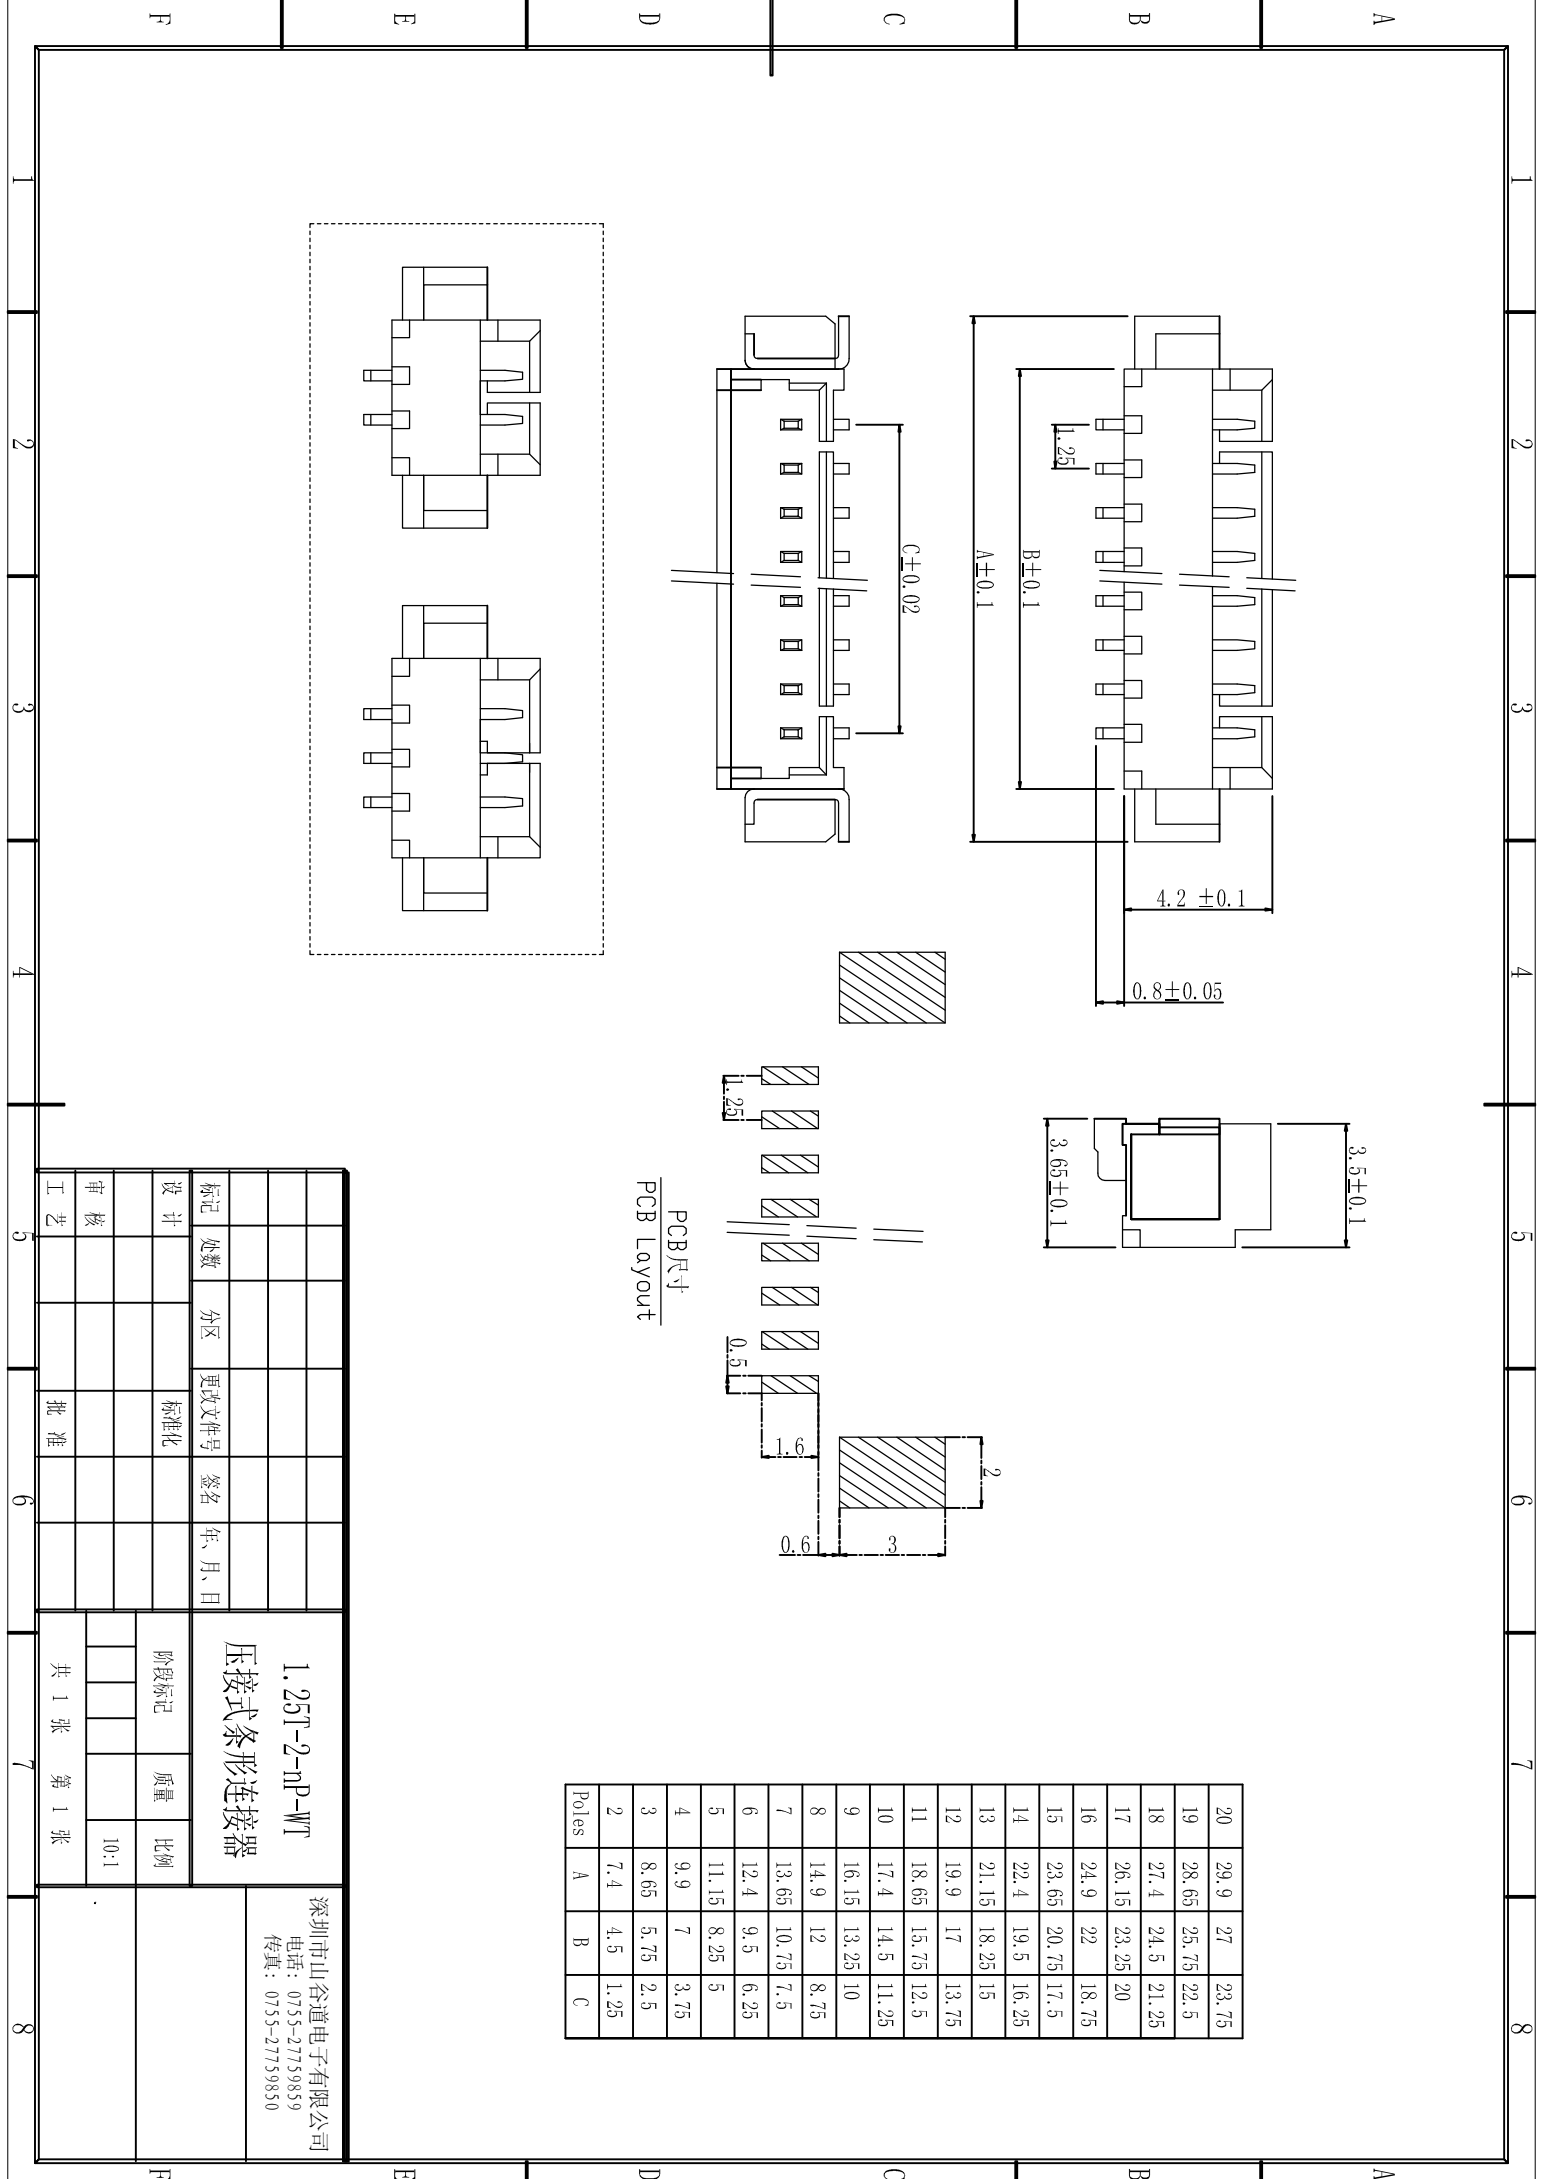 1 2 3 4 5 6 7 8
A
B
C
D
E
F
A
B
C
D
E
F
1.25
B±0.1
A±0.1
4.2 ±0.1
0.8±0.05
3.5±0.1
3.65±0.1
C±0.02
1.25
0.5
1.6
2
0.6
3
PCB尺寸
PCB Layout
20 29.9 27 23.75
19 28.65 25.75 22.5
18 27.4 24.5 21.25
17 26.15 23.25 20
16 24.9 22 18.75
15 23.65 20.75 17.5
14 22.4 19.5 16.25
13 21.15 18.25 15
12 19.9 17 13.75
11 18.65 15.75 12.5
10 17.4 14.5 11.25
9 16.15 13.25 10
8 14.9 12 8.75
7 13.65 10.75 7.5
6 12.4 9.5 6.25
5 11.15 8.25 5
4 9.9 7 3.75
3 8.65 5.75 2.5
2 7.4 4.5 1.25
Poles A B C
标记 处数 分区 更改文件号 签名 年、月、日
设 计 标准化
审 核
工 艺 批 准
1.25T-2-nP-WT
压接式条形连接器
阶段标记 质量 比例
10:1
共 1 张 第 1 张
深圳市山谷道电子有限公司
电话: 0755-27759859
传真: 0755-27759850
1 2 3 4 5 6 7 8